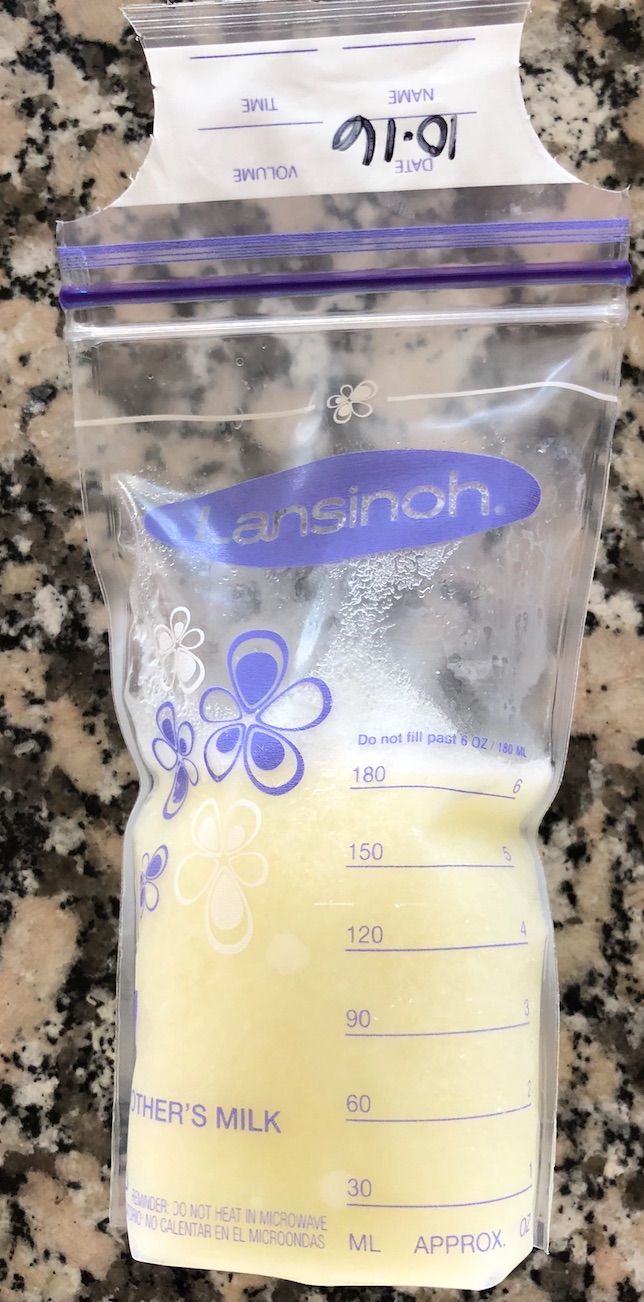 DATE VOLUME
10·16
NAME TIME
Lansinoh.
Do not fill past 6 OZ / 180 ML
180 6
150 5
120 4
90 3
60 2
OTHER'S MILK
30 1
REMINDER: DO NOT HEAT IN MICROWAVE
NO CALENTAR EN EL MICROONDAS
ML APPROX. OZ